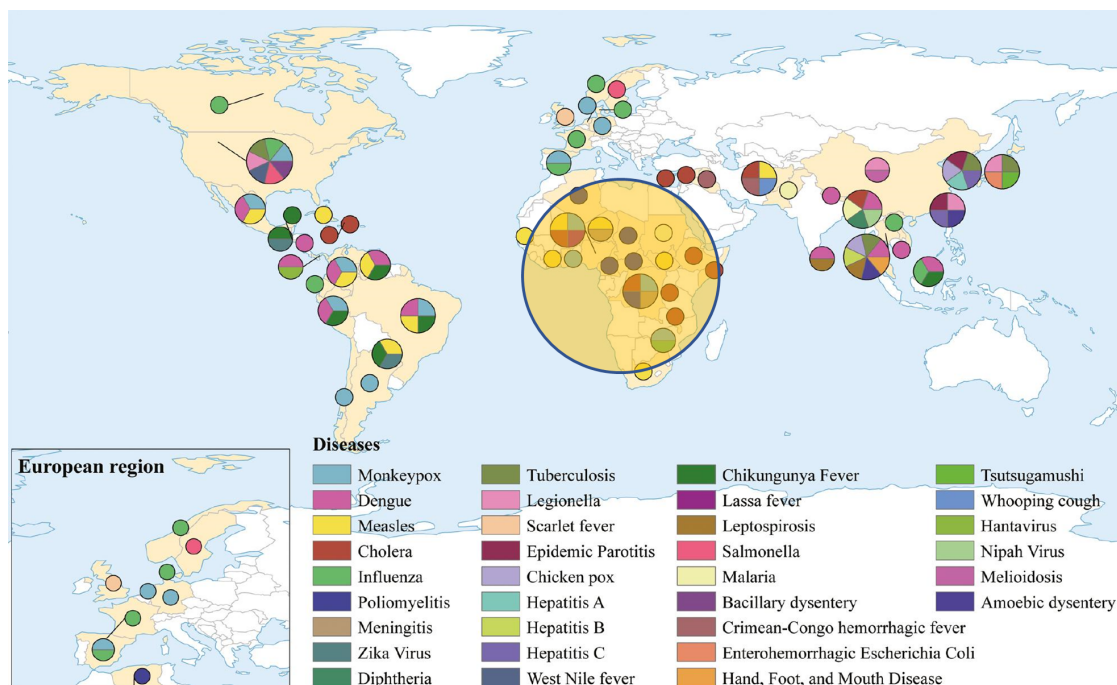 Diseases
Monkeypox
Dengue
Measles
Cholera
Influenza
Poliomyelitis
Meningitis
Zika Virus
Diphtheria
Tuberculosis
Legionella
Scarlet fever
Epidemic Parotitis
Chicken pox
Hepatitis A
Hepatitis B
Hepatitis C
West Nile fever
Chikungunya Fever
Lassa fever
Leptospirosis
Salmonella
Malaria
Bacillary dysentery
Crimean-Congo hemorrhagic fever
Enterohemorrhagic Escherichia Coli
Hand, Foot, and Mouth Disease
Tsutsugamushi
Whooping cough
Hantavirus
Nipah Virus
Melioidosis
Amoebic dysentery
European region